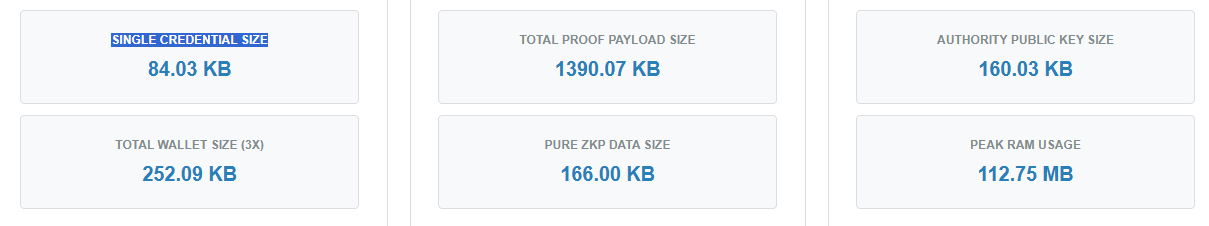 SINGLE CREDENTIAL SIZE
84.03 KB
TOTAL WALLET SIZE (3X)
252.09 KB
TOTAL PROOF PAYLOAD SIZE
1390.07 KB
PURE ZKP DATA SIZE
166.00 KB
AUTHORITY PUBLIC KEY SIZE
160.03 KB
PEAK RAM USAGE
112.75 MB